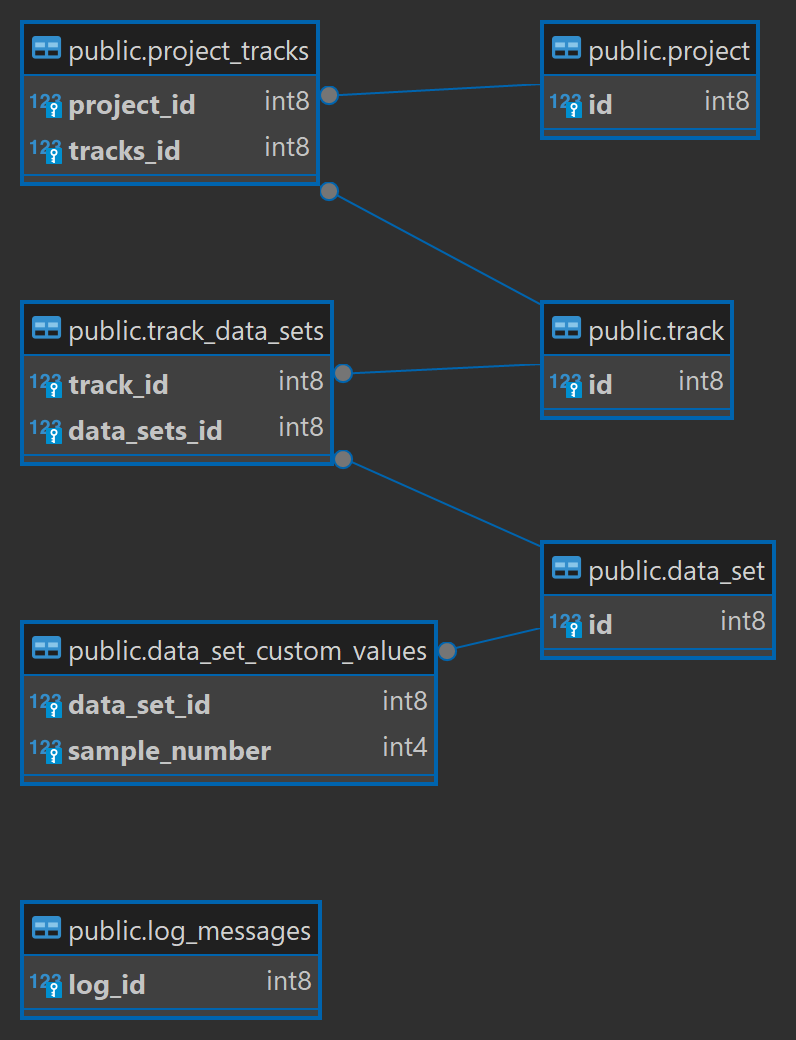 public.project_tracks
123 project_id int8
123 tracks_id int8
public.project
123 id int8
public.track_data_sets
123 track_id int8
123 data_sets_id int8
public.track
123 id int8
public.data_set
123 id int8
public.data_set_custom_values
123 data_set_id int8
123 sample_number int4
public.log_messages
123 log_id int8